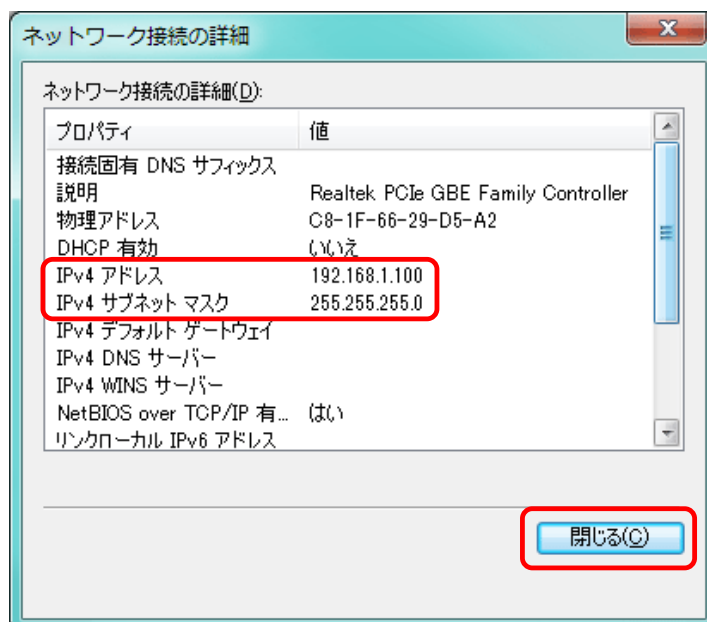 ネットワーク接続の詳細
ネットワーク接続の詳細(D):
プロパティ 値
接続固有 DNS サフィックス
説明 Realtek PCIe GBE Family Controller
物理アドレス C8-1F-66-29-D5-A2
DHCP 有効 いいえ
IPv4 アドレス 192.168.1.100
IPv4 サブネット マスク 255.255.255.0
IPv4 デフォルト ゲートウェイ
IPv4 DNS サーバー
IPv4 WINS サーバー
NetBIOS over TCP/IP 有... はい
リンクローカル IPv6 アドレス
閉じる(C)